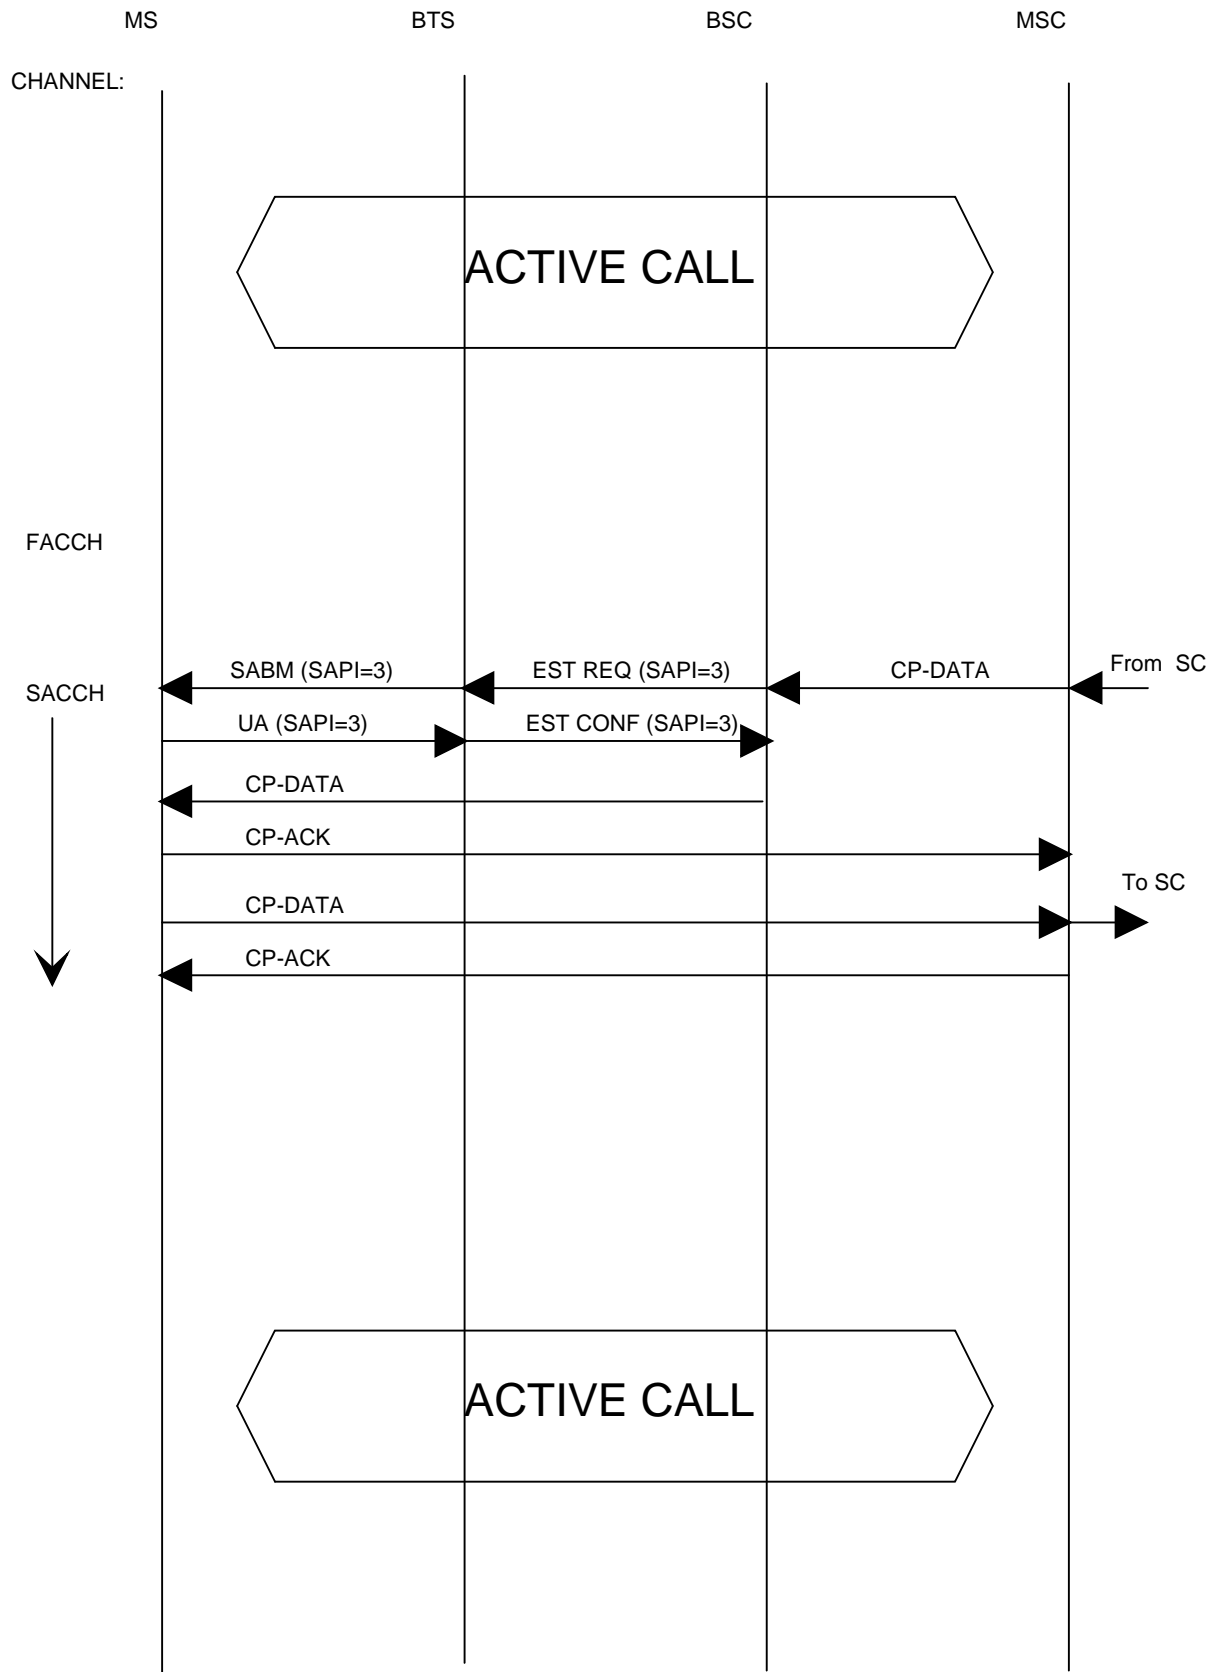 MS BTS BSC MSC
CHANNEL:
ACTIVE CALL
FACCH
SABM (SAPI=3) EST REQ (SAPI=3) CP-DATA From SC
SACCH
UA (SAPI=3) EST CONF (SAPI=3)
CP-DATA
CP-ACK
To SC
CP-DATA
CP-ACK
ACTIVE CALL